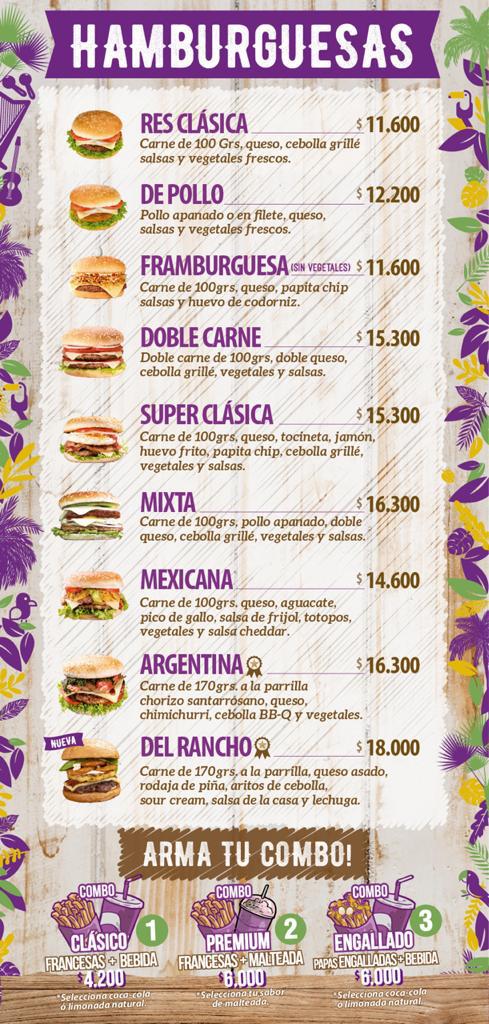 HAMBURGUESAS
RES CLÁSICA $ 11.600
Carne de 100 Grs, queso, cebolla grillé
salsas y vegetales frescos.
DE POLLO $ 12.200
Pollo apanado o en filete, queso,
salsas y vegetales frescos.
FRAMBURGUESA (SIN VEGETALES) $ 11.600
Carne de 100grs, queso, papita chip
salsas y huevo de codorniz.
DOBLE CARNE $ 15.300
Doble carne de 100grs, doble queso,
cebolla grillé, vegetales y salsas.
SUPER CLÁSICA $ 15.300
Carne de 100grs, queso, tocineta, jamón,
huevo frito, papita chip, cebolla grillé,
vegetales y salsas.
MIXTA $ 16.300
Carne de 100grs, pollo apanado, doble
queso, cebolla grillé, vegetales y salsas.
MEXICANA $ 14.600
Carne de 100grs. queso, aguacate,
pico de gallo, salsa de frijol, totopos,
vegetales y salsa cheddar.
ARGENTINA $ 16.300
Carne de 170grs. a la parrilla
chorizo santarrosano, queso,
chimichurri, cebolla BB-Q y vegetales.
NUEVA
DEL RANCHO $ 18.000
Carne de 170grs. a la parrilla, queso asado,
rodaja de piña, aritos de cebolla,
sour cream, salsa de la casa y lechuga.
ARMA TU COMBO!
COMBO
CLÁSICO 1
FRANCESAS + BEBIDA
$4.200
*Selecciona coca-cola
ó limonada natural.
COMBO
PREMIUM 2
FRANCESAS + MALTEADA
$6.000
*Selecciona tu sabor
de malteada.
COMBO
ENGALLADO 3
PAPAS ENGALLADAS + BEBIDA
$6.000
*Selecciona coca-cola
ó limonada natural.